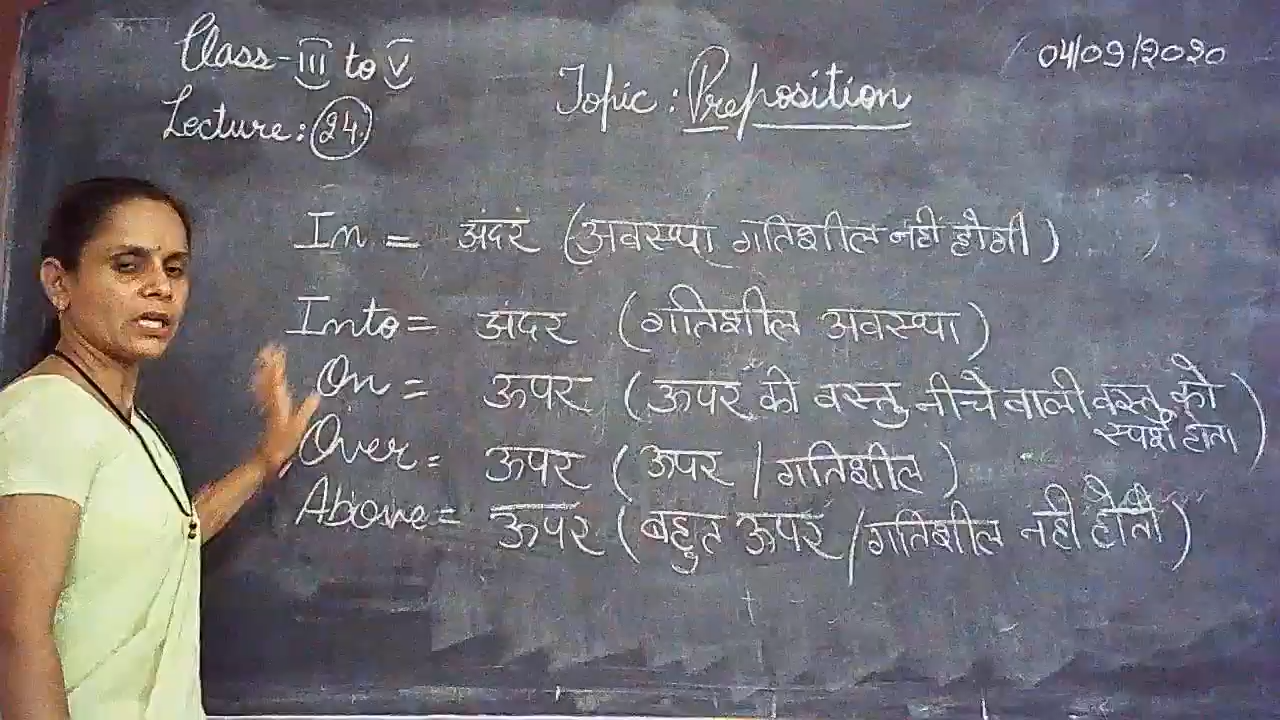 Class-III to V
Lecture: 24.
Topic: Preposition
04/09/2020
In = अंदर (अवस्था गतिशील नही होगी)
Into = अंदर (गतिशील अवस्था)
On = ऊपर (ऊपर की वस्तु नीचे वाली वस्तु को
स्पर्श होता)
Over = ऊपर (ऊपर / गतिशील)
Above = ऊपर (बहुत ऊपर / गतिशील नही होती)